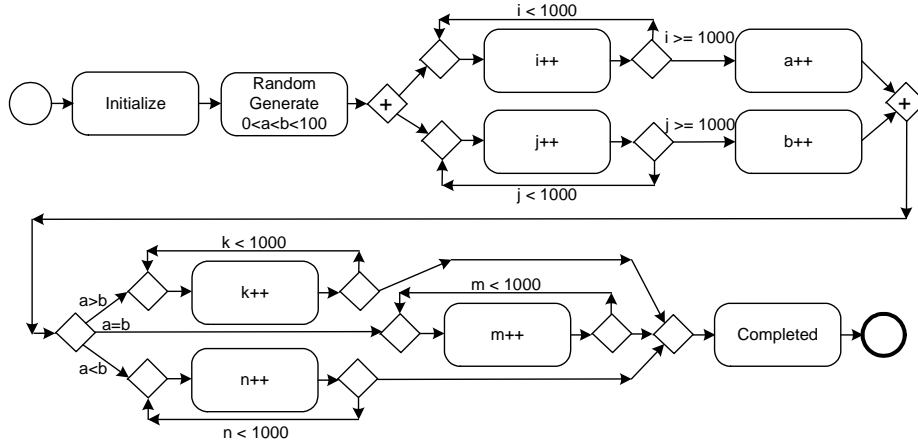 i < 1000
i++
i >= 1000
a++
Initialize
Random
Generate
0<a<b<100
+
+
j++
j >= 1000
b++
j < 1000
k < 1000
k++
m < 1000
a>b
a=b
m++
Completed
a<b
n++
n < 1000